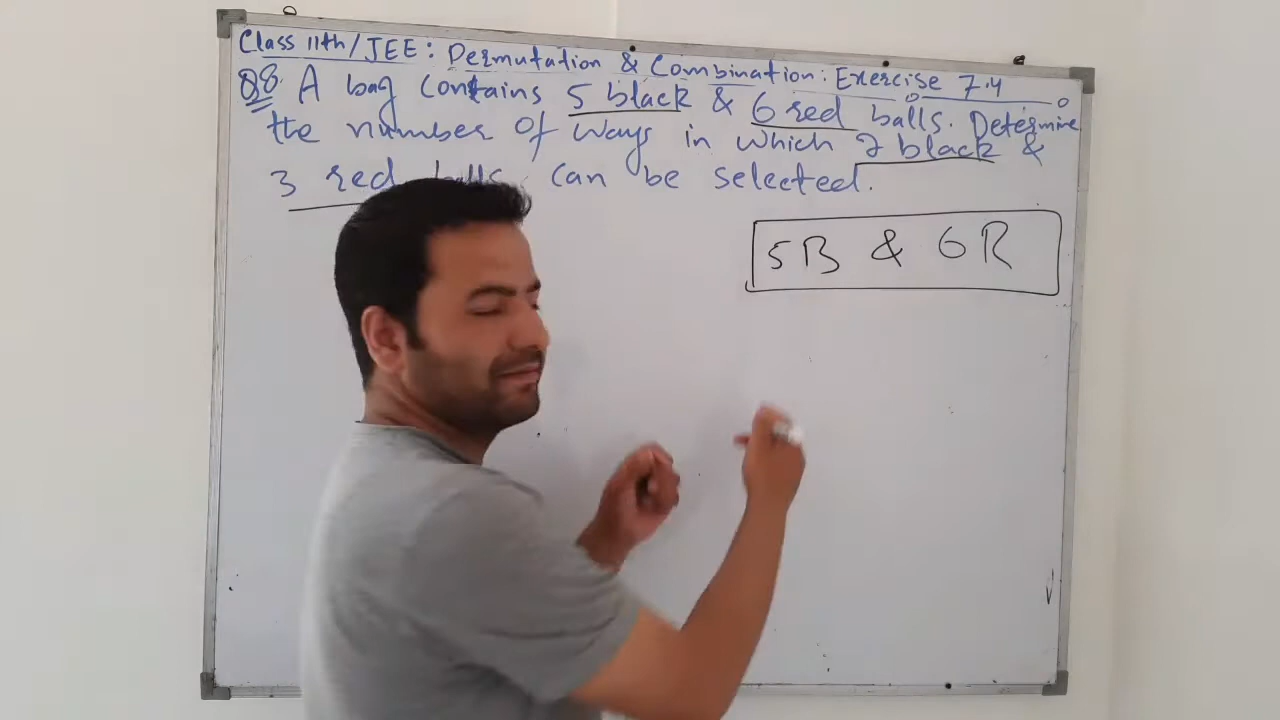 Class 11th/JEE: Permutation & Combination: Exercise 7.4
Q8. A bag contains 5 black & 6 red balls. Determine
the number of ways in which 2 black &
3 red balls can be selected.
5B & 6R